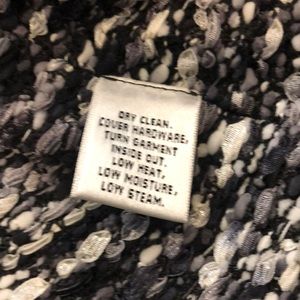 DRY CLEAN.
COVER HARDWARE,
TURN GARMENT
INSIDE OUT.
LOW HEAT,
LOW MOISTURE,
LOW STEAM.